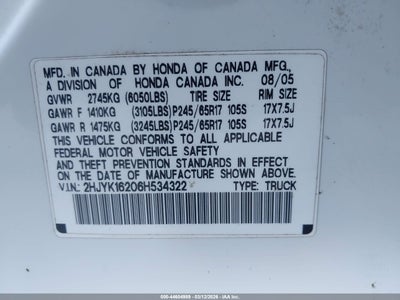 MFD. IN CANADA BY HONDA OF CANADA MFG.,
A DIVISION OF HONDA CANADA INC. 08/05
GVWR 2745KG (6050LBS) TIRE SIZE RIM SIZE
GAWR F 1410KG (3105LBS) P245/65R17 105S 17X7.5J
GAWR R 1475KG (3245LBS) P245/65R17 105S 17X7.5J
THIS VEHICLE CONFORMS TO ALL APPLICABLE
FEDERAL MOTOR VEHICLE SAFETY AND THEFT
PREVENTION STANDARDS IN EFFECT ON THE
DATE OF MANUFACTURE SHOWN ABOVE.
V.I.N.: 2HJYK16206H534322 TYPE: TRUCK
000-44604989 - 03/12/2026 - IAA